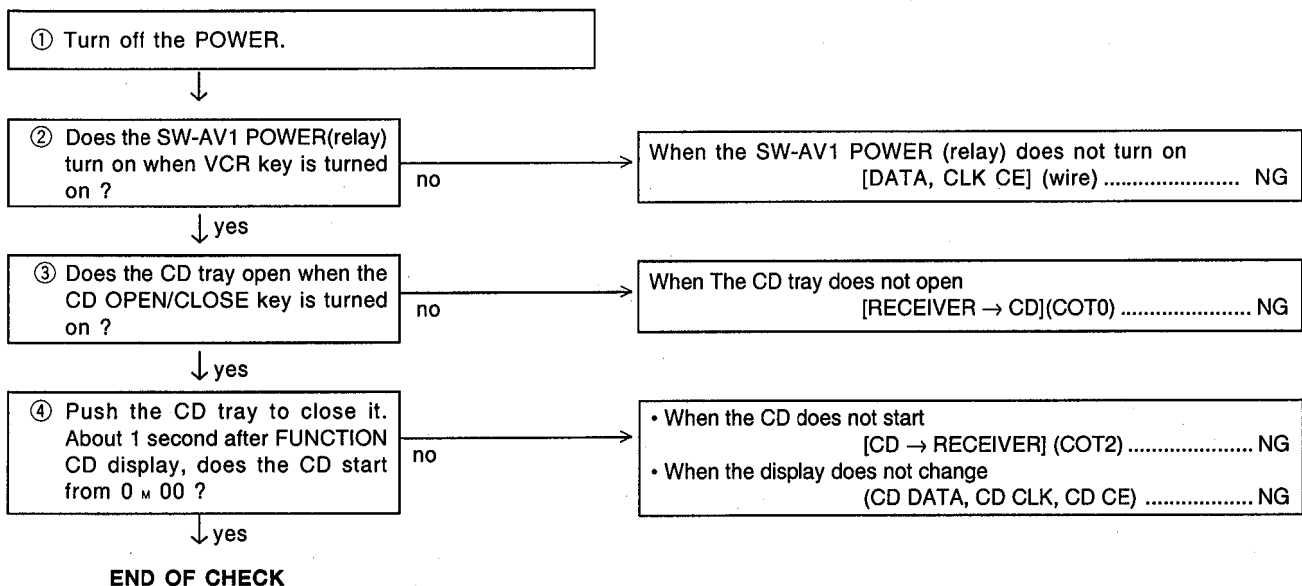 ① Turn off the POWER.
② Does the SW-AV1 POWER(relay)
turn on when VCR key is turned
on ?
no
When the SW-AV1 POWER (relay) does not turn on
[DATA, CLK CE] (wire) ....................... NG
yes
③ Does the CD tray open when the
CD OPEN/CLOSE key is turned
on ?
no
When The CD tray does not open
[RECEIVER → CD](COT0) ...................... NG
yes
④ Push the CD tray to close it.
About 1 second after FUNCTION
CD display, does the CD start
from 0 M 00 ?
no
• When the CD does not start
[CD → RECEIVER] (COT2) ..................... NG
• When the display does not change
(CD DATA, CD CLK, CD CE) .................. NG
yes
END OF CHECK